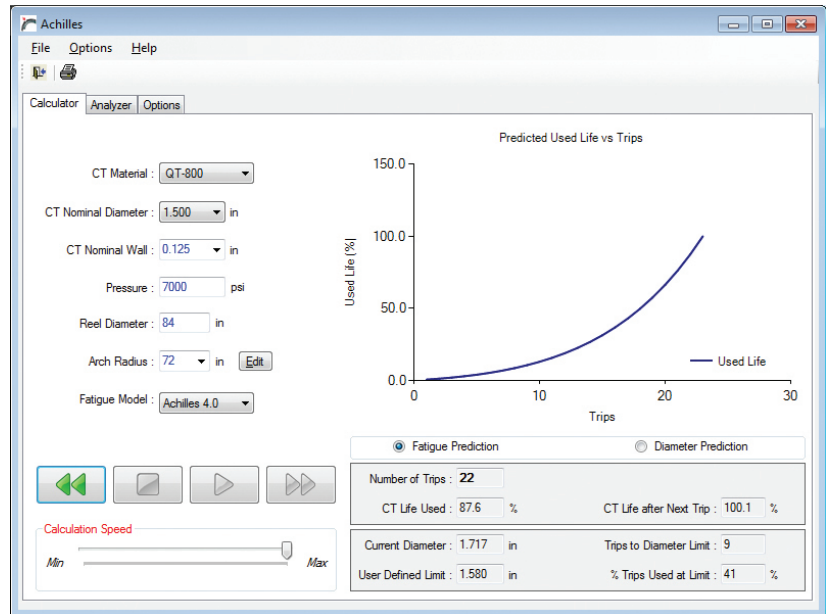 Achilles
File Options Help
Calculator Analyzer Options
CT Material : QT-800
CT Nominal Diameter : 1.500 in
CT Nominal Wall : 0.125 in
Pressure : 7000 psi
Reel Diameter : 84 in
Arch Radius : 72 in Edit
Fatigue Model : Achilles 4.0
Calculation Speed
Min Max
Predicted Used Life vs Trips
150.0
100.0
50.0
0.0
Used Life (%|
0 10 20 30
Trips
Used Life
Fatigue Prediction Diameter Prediction
Number of Trips : 22
CT Life Used : 87.6 % CT Life after Next Trip : 100.1 %
Current Diameter : 1.717 in Trips to Diameter Limit : 9
User Defined Limit : 1.580 in % Trips Used at Limit : 41 %